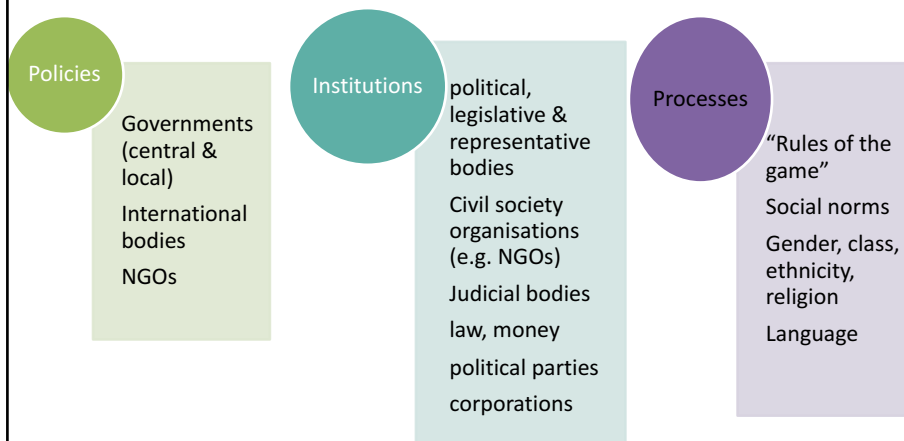 Policies
Governments
(central &
local)
International
bodies
NGOs
Institutions
political,
legislative &
representative
bodies
Civil society
organisations
(e.g. NGOs)
Judicial bodies
law, money
political parties
corporations
Processes
“Rules of the
game”
Social norms
Gender, class,
ethnicity,
religion
Language